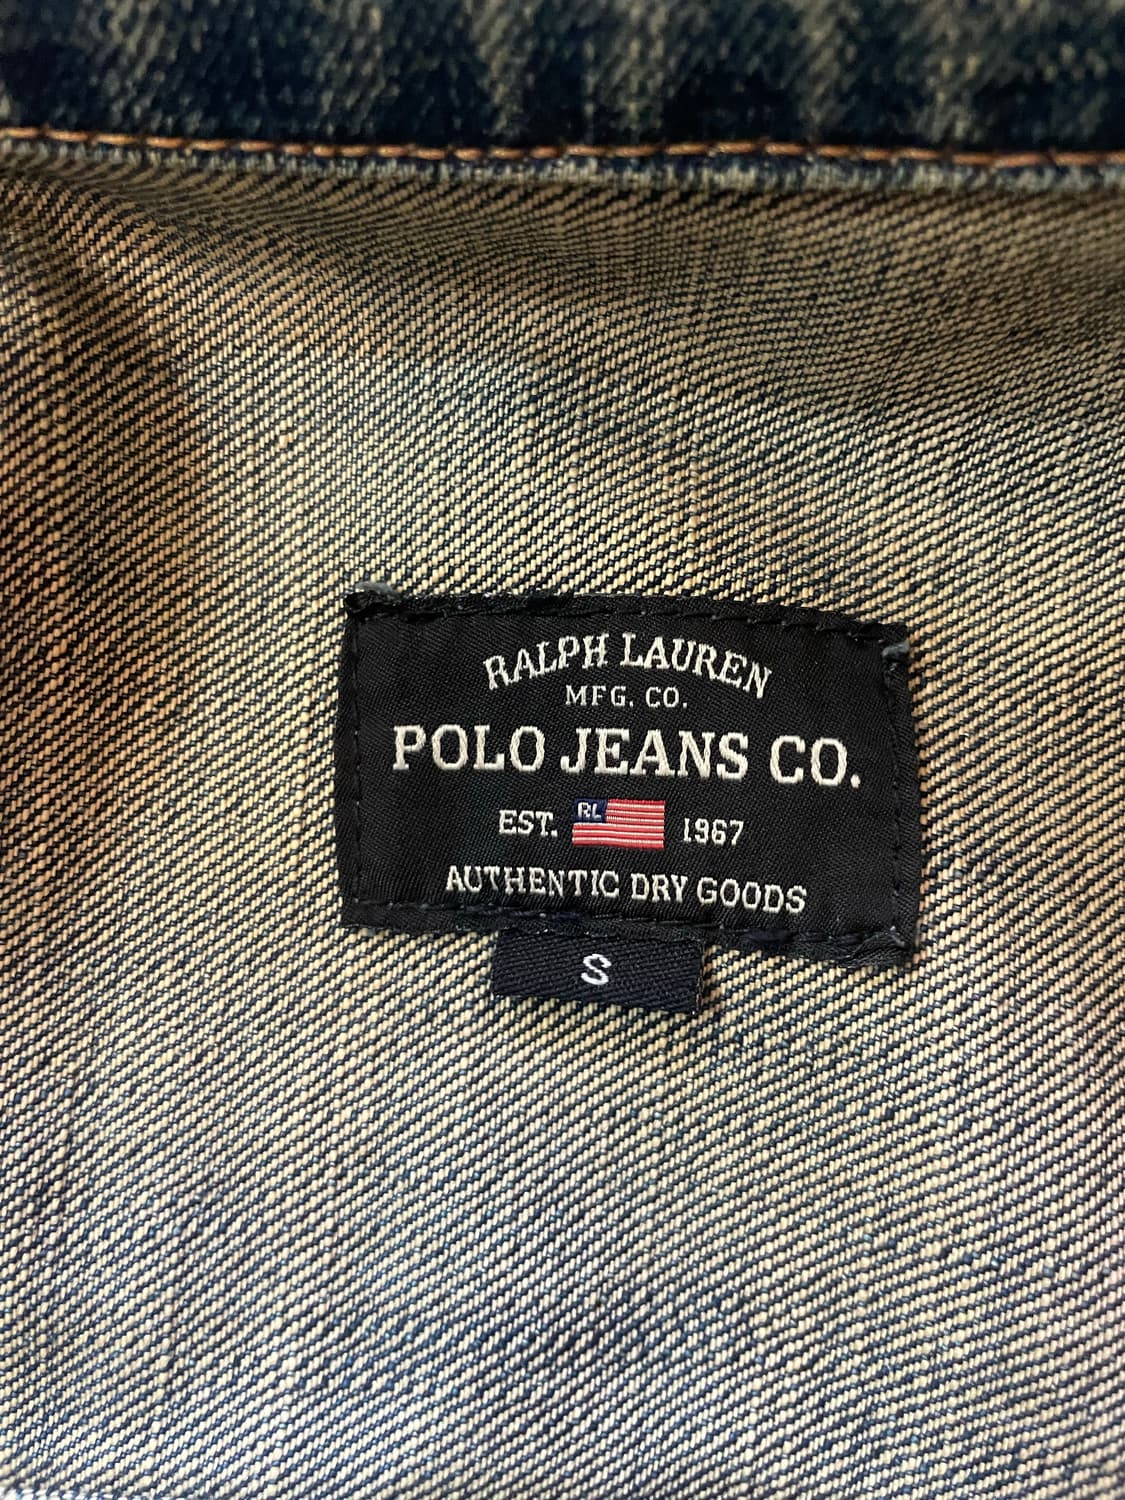 RALPH LAUREN
MFG. CO.
POLO JEANS CO.
EST. RL 1967
AUTHENTIC DRY GOODS
S